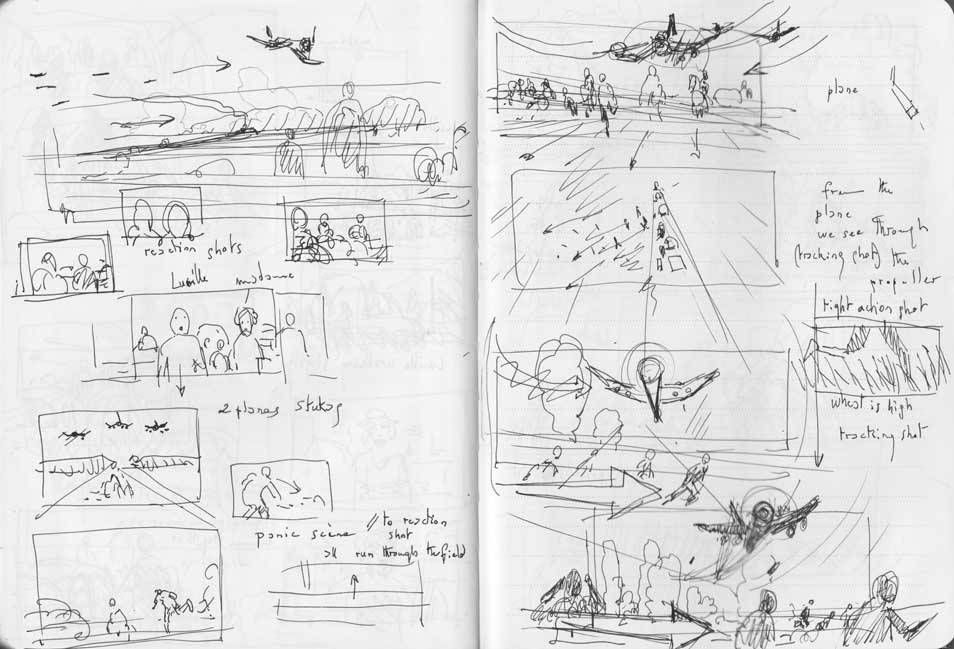 reaction shots
Lucille madame
2 planes stukas
panic scène // to reaction
shot
all run through the field
plane
from the
plane
we see through
(tracking shot) the
propeller
right action shot
wheat is high
tracking shot